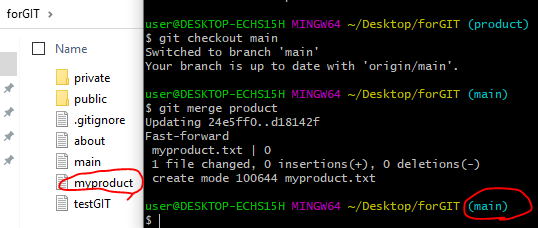 forGIT
private
public
.gitignore
about
main
myproduct
testGIT
user@DESKTOP-ECHS15H MINGW64 ~/Desktop/forGIT (product)
$ git checkout main
Switched to branch 'main'
Your branch is up to date with 'origin/main'.
user@DESKTOP-ECHS15H MINGW64 ~/Desktop/forGIT (main)
$ git merge product
Updating 24e5ff0..d18142f
Fast-forward
 myproduct.txt | 0
 1 file changed, 0 insertions(+), 0 deletions(-)
 create mode 100644 myproduct.txt
user@DESKTOP-ECHS15H MINGW64 ~/Desktop/forGIT (main)
$